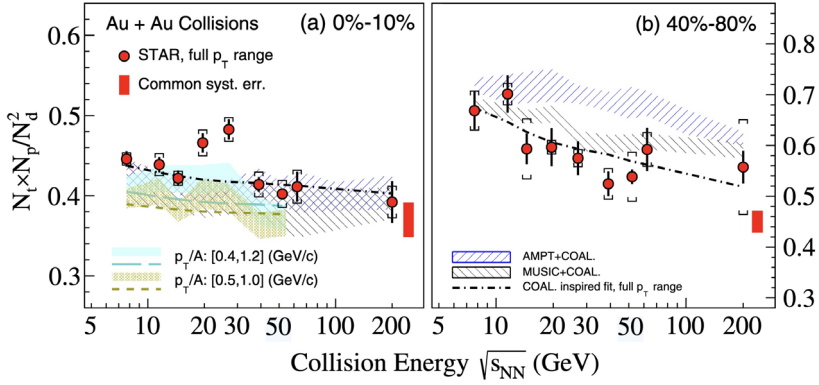 Au + Au Collisions
(a) 0%-10%
STAR, full p_T range
Common syst. err.
p_T/A: [0.4,1.2] (GeV/c)
p_T/A: [0.5,1.0] (GeV/c)
N_t×N_p/N_d^2
0.6
0.5
0.4
0.3
5 10 20 30 50 100 200
(b) 40%-80%
AMPT+COAL.
MUSIC+COAL.
COAL. inspired fit, full p_T range
0.8
0.7
0.6
0.5
0.4
0.3
5 10 20 30 50 100 200
Collision Energy √s_NN (GeV)